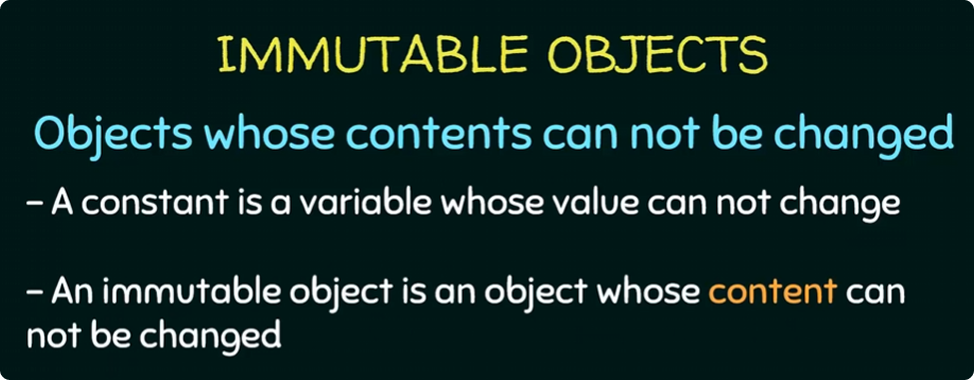 IMMUTABLE OBJECTS
Objects whose contents can not be changed
– A constant is a variable whose value can not change
– An immutable object is an object whose content can
not be changed